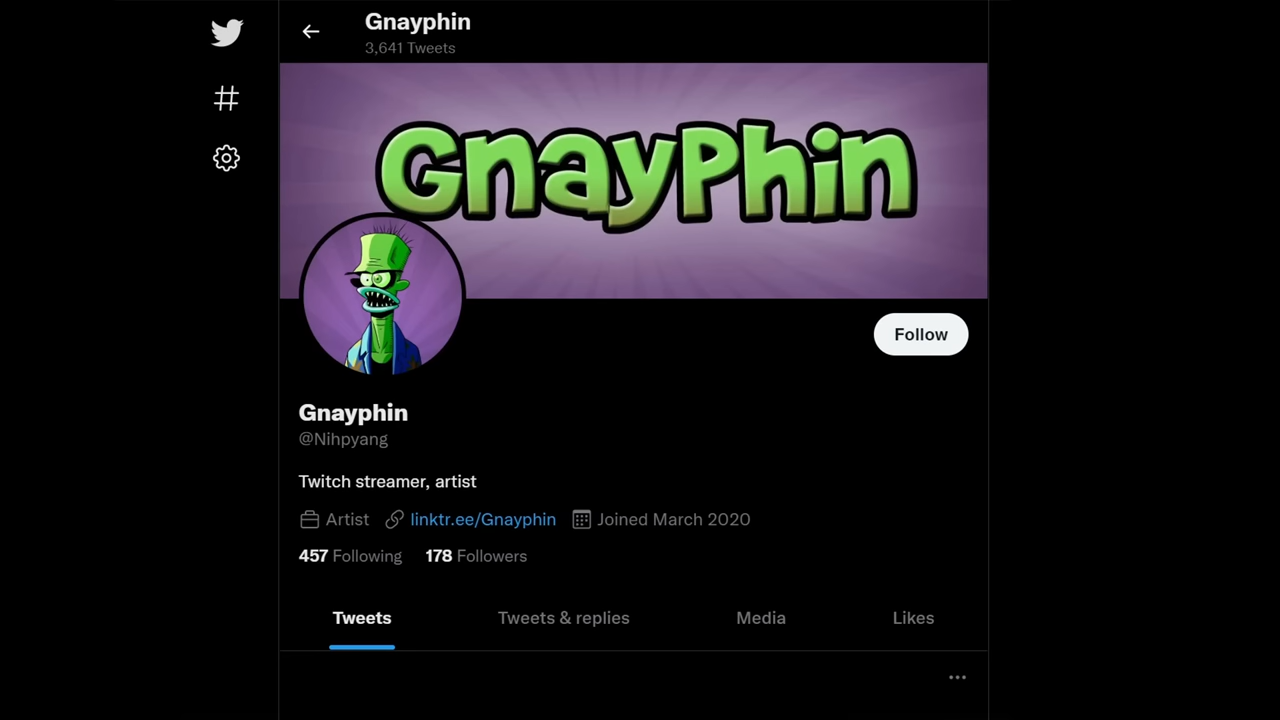 Gnayphin
3,641 Tweets
GnayPhin
Follow
Gnayphin
@Nihpyang
Twitch streamer, artist
Artist linktr.ee/Gnayphin Joined March 2020
457 Following 178 Followers
Tweets Tweets & replies Media Likes